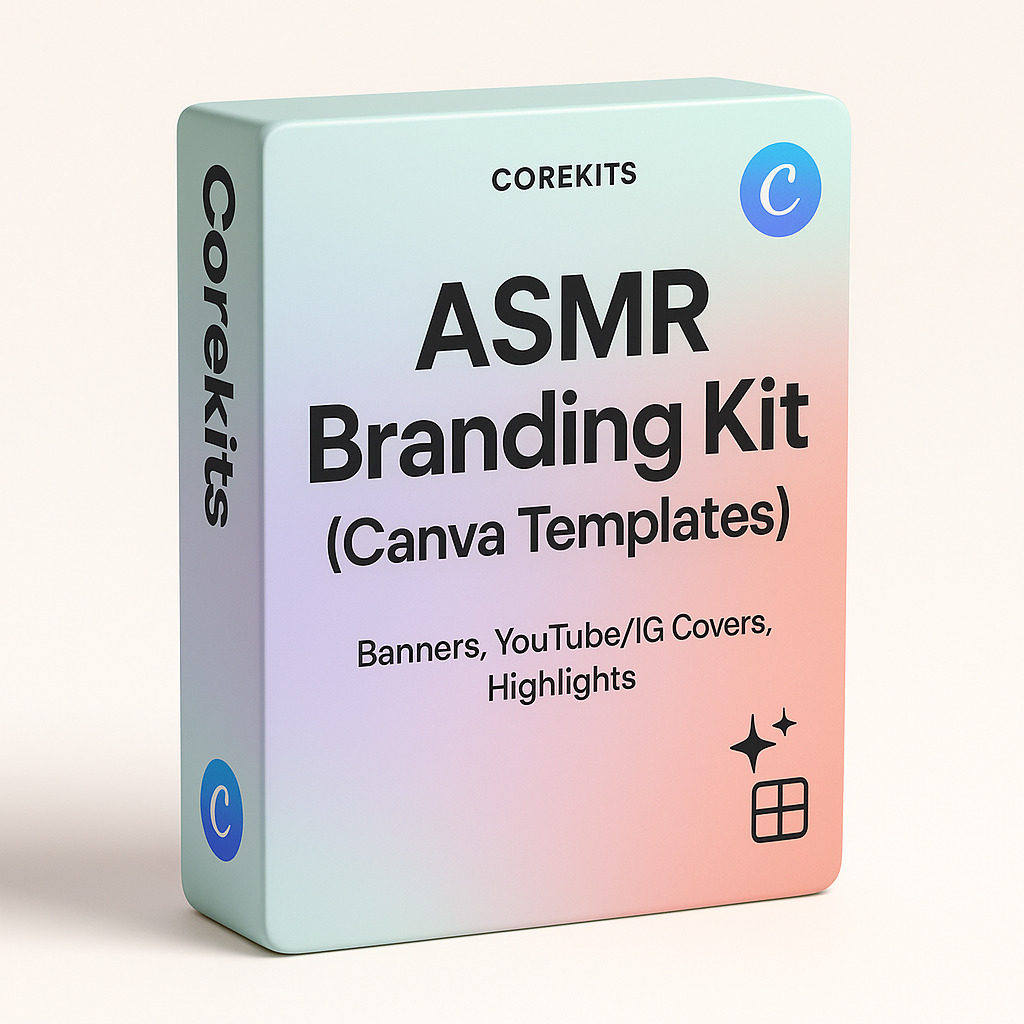 COREKITS
C
ASMR
Branding Kit
(Canva Templates)
Banners, YouTube/IG Covers,
Highlights
Corekits
C